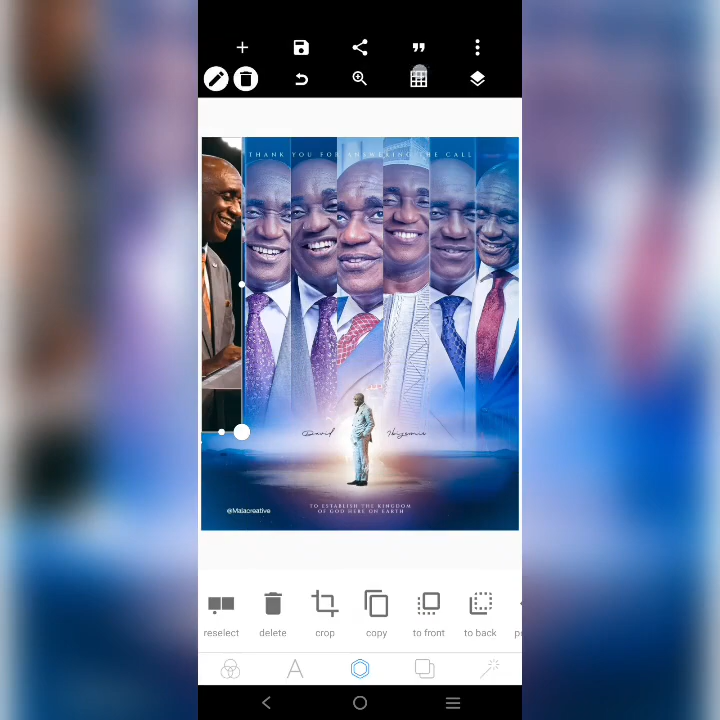 THANK YOU FOR ANSWERING THE CALL
David Ibiyeomie
@Malacreative
TO ESTABLISH THE KINGDOM
OF GOD HERE ON EARTH
reselect
delete
crop
copy
to front
to back